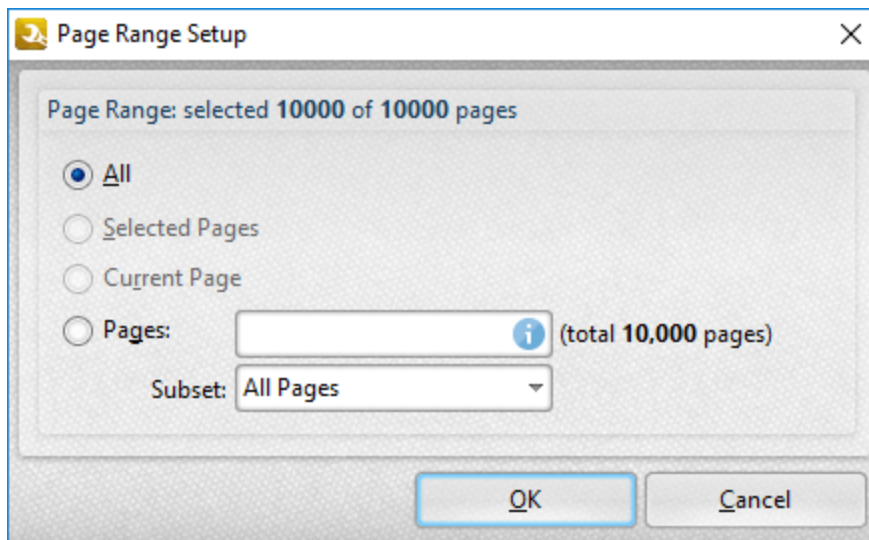 Page Range Setup
Page Range: selected 10000 of 10000 pages
All
Selected Pages
Current Page
Pages: (total 10,000 pages)
Subset: All Pages
OK Cancel